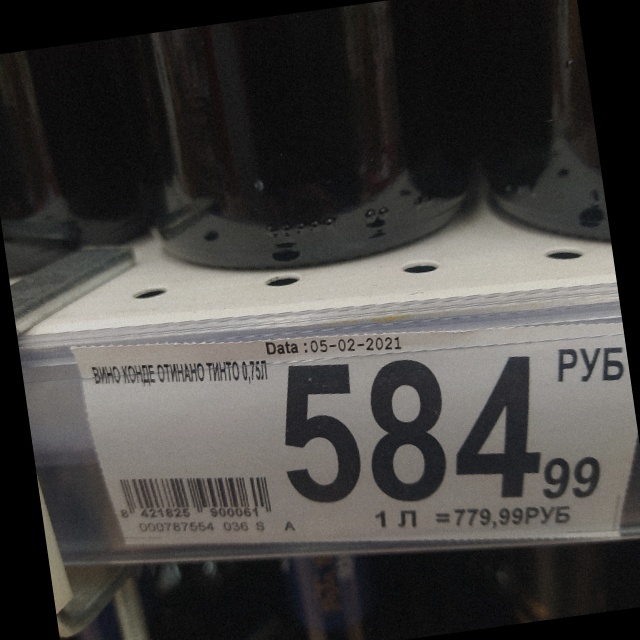 Data :05-02-2021
ВИНО КОНДЕ ОТИНАНО ТИНТО 0,75Л
584 99 РУБ
8 421825 900061
000787554 036 S A
1 Л =779,99РУБ